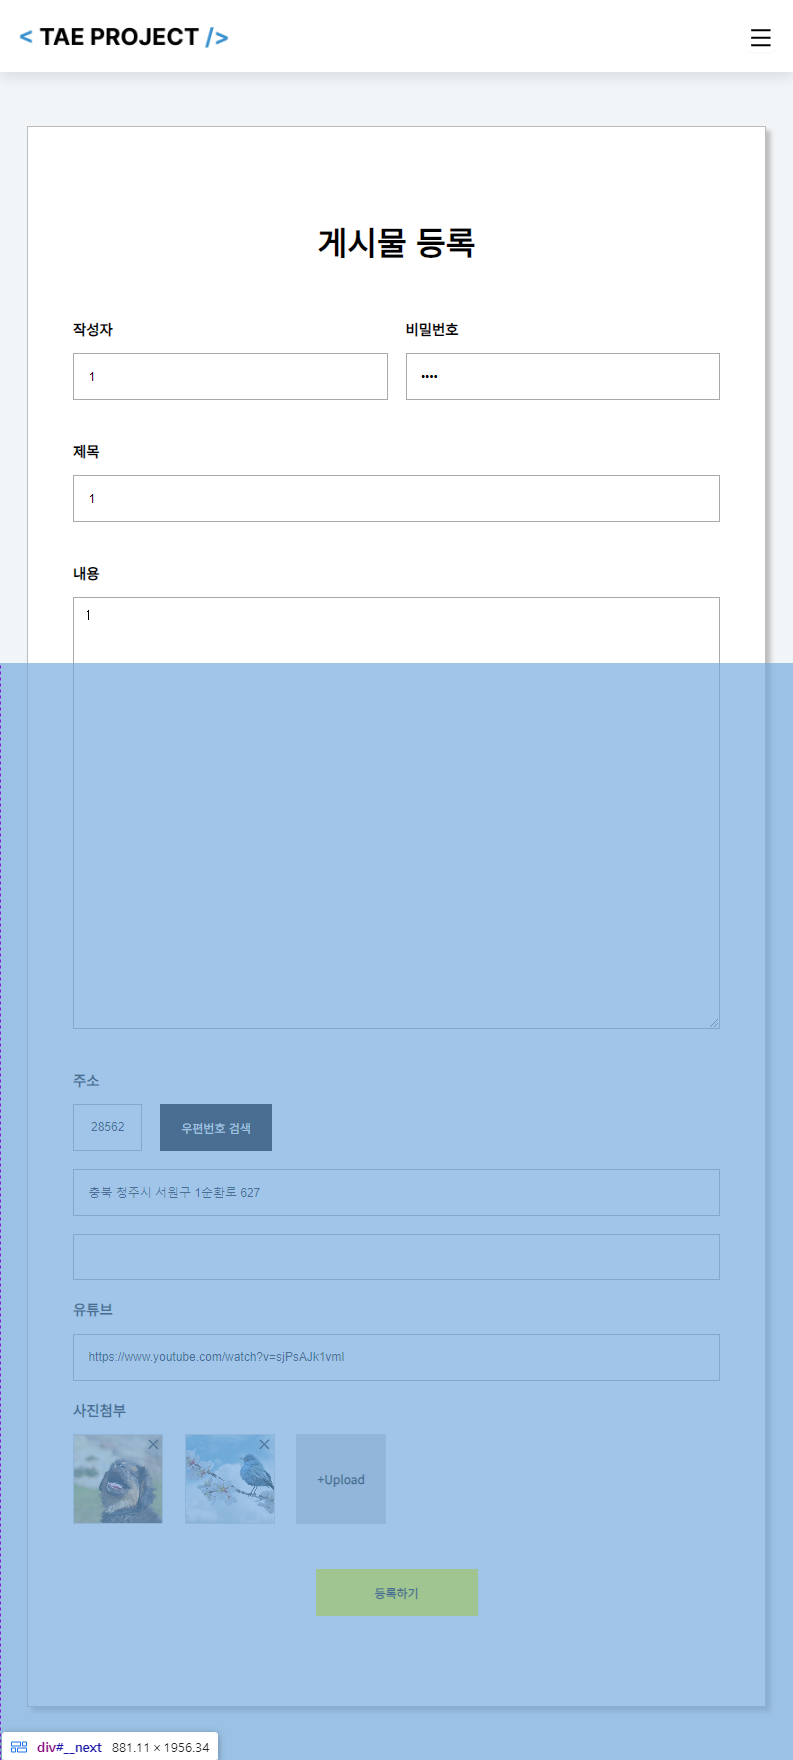 < TAE PROJECT />
게시물 등록
작성자 비밀번호
1 ••••
제목
1
내용
1
주소
28562 우편번호 검색
충북 청주시 서원구 1순환로 627
유튜브
https://www.youtube.com/watch?v=sjPsAJk1vmI
사진첨부
+Upload
등록하기
div#__next 881.11 × 1956.34